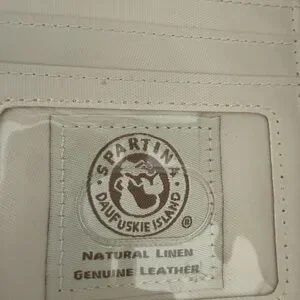 SPARTINA
DAUFUSKIE ISLAND
®
NATURAL LINEN
GENUINE LEATHER